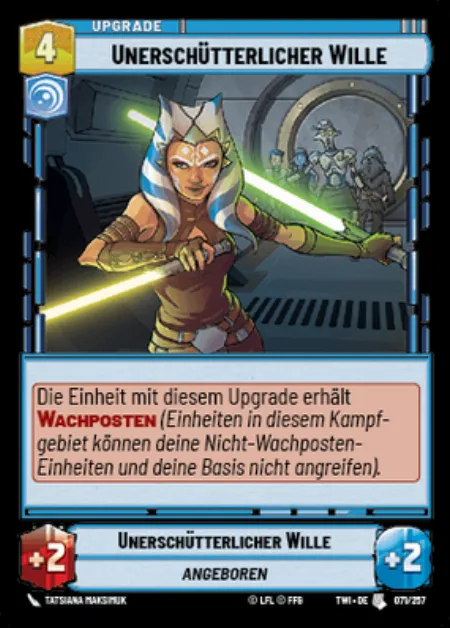 UPGRADE
4
UNERSCHÜTTERLICHER WILLE
Die Einheit mit diesem Upgrade erhält
WACHPOSTEN (Einheiten in diesem Kampf-
gebiet können deine Nicht-Wachposten-
Einheiten und deine Basis nicht angreifen).
+2
UNERSCHÜTTERLICHER WILLE
+2
ANGEBOREN
TATSIANA MAKSIMUK
© LFL © FFG
TWI • DE
071/257